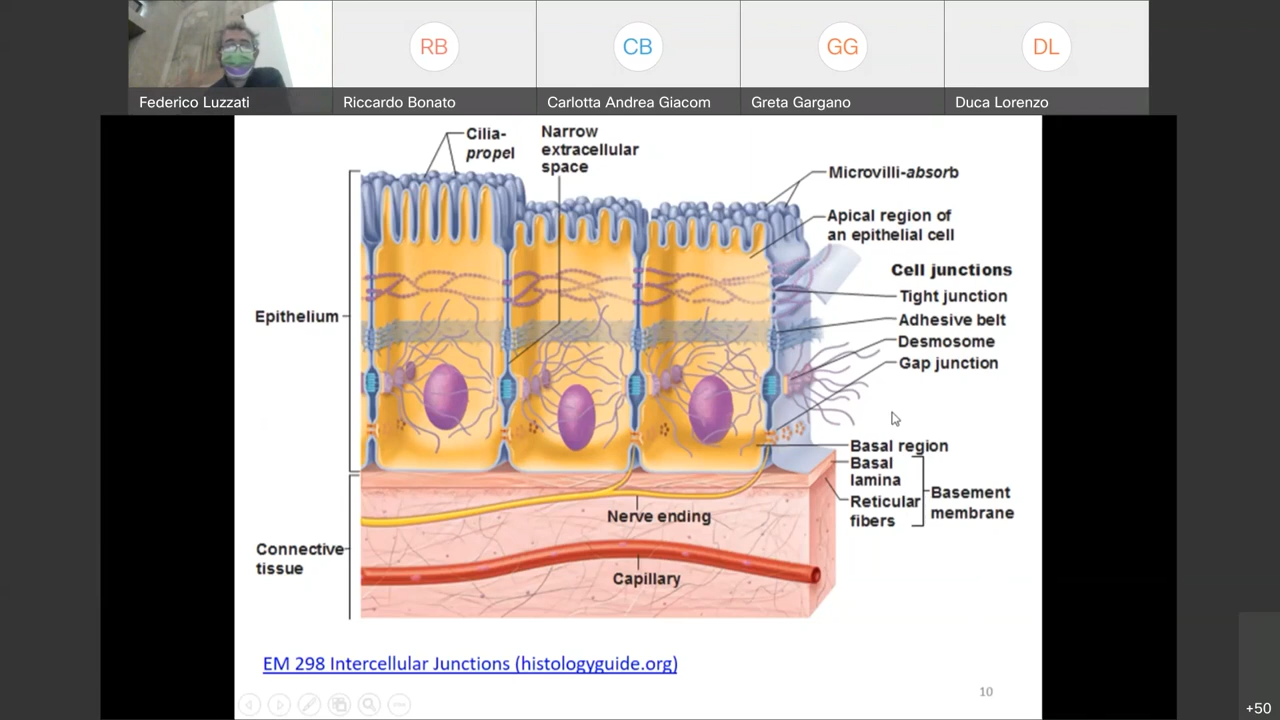 RB
CB
GG
DL
Federico Luzzati
Riccardo Bonato
Carlotta Andrea Giacom
Greta Gargano
Duca Lorenzo
Cilia-
propel
Narrow
extracellular
space
Microvilli-absorb
Apical region of
an epithelial cell
Cell junctions
Tight junction
Adhesive belt
Desmosome
Gap junction
Epithelium
Basal region
Basal
lamina
Reticular
fibers
Basement
membrane
Nerve ending
Connective
tissue
Capillary
EM 298 Intercellular Junctions (histologyguide.org)
10
+50